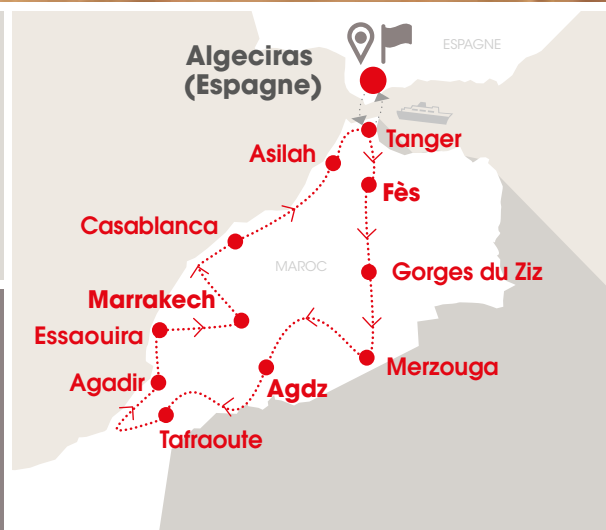 ESPAGNE
Algeciras
(Espagne)
Tanger
Asilah
Fès
Casablanca
MAROC
Gorges du Ziz
Marrakech
Essaouira
Merzouga
Agadir
Agdz
Tafraoute